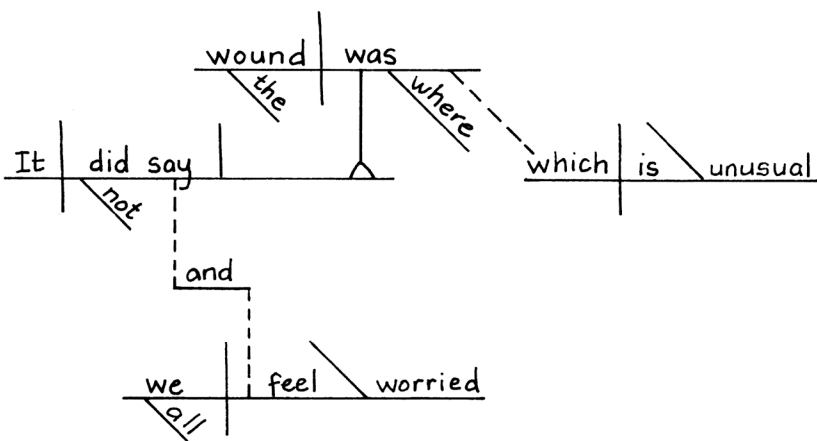 wound was
the
where
It did say
which is unusual
not
and
we feel worried
all